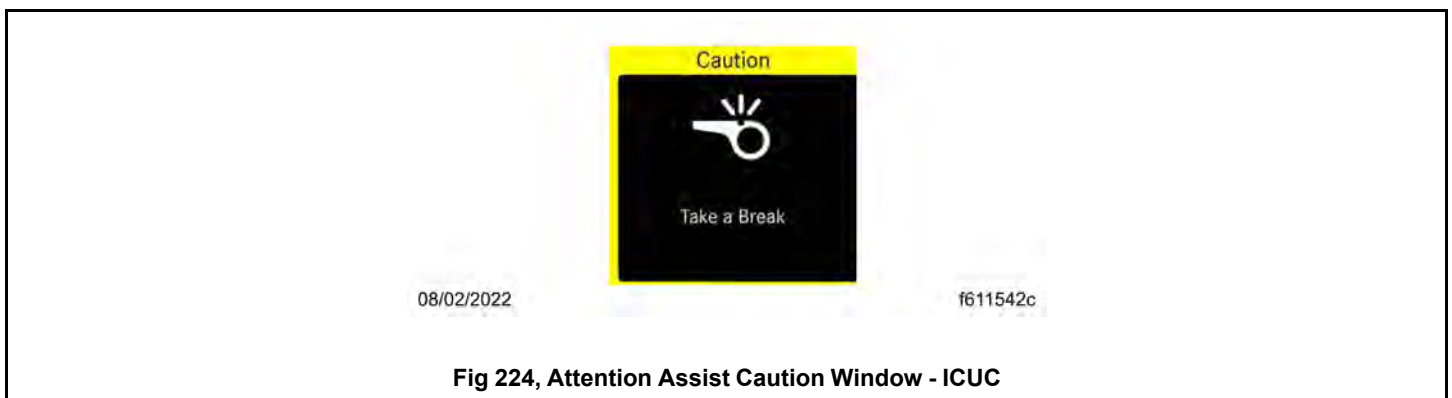 Caution
Take a Break
08/02/2022
f611542c
Fig 224, Attention Assist Caution Window - ICUC